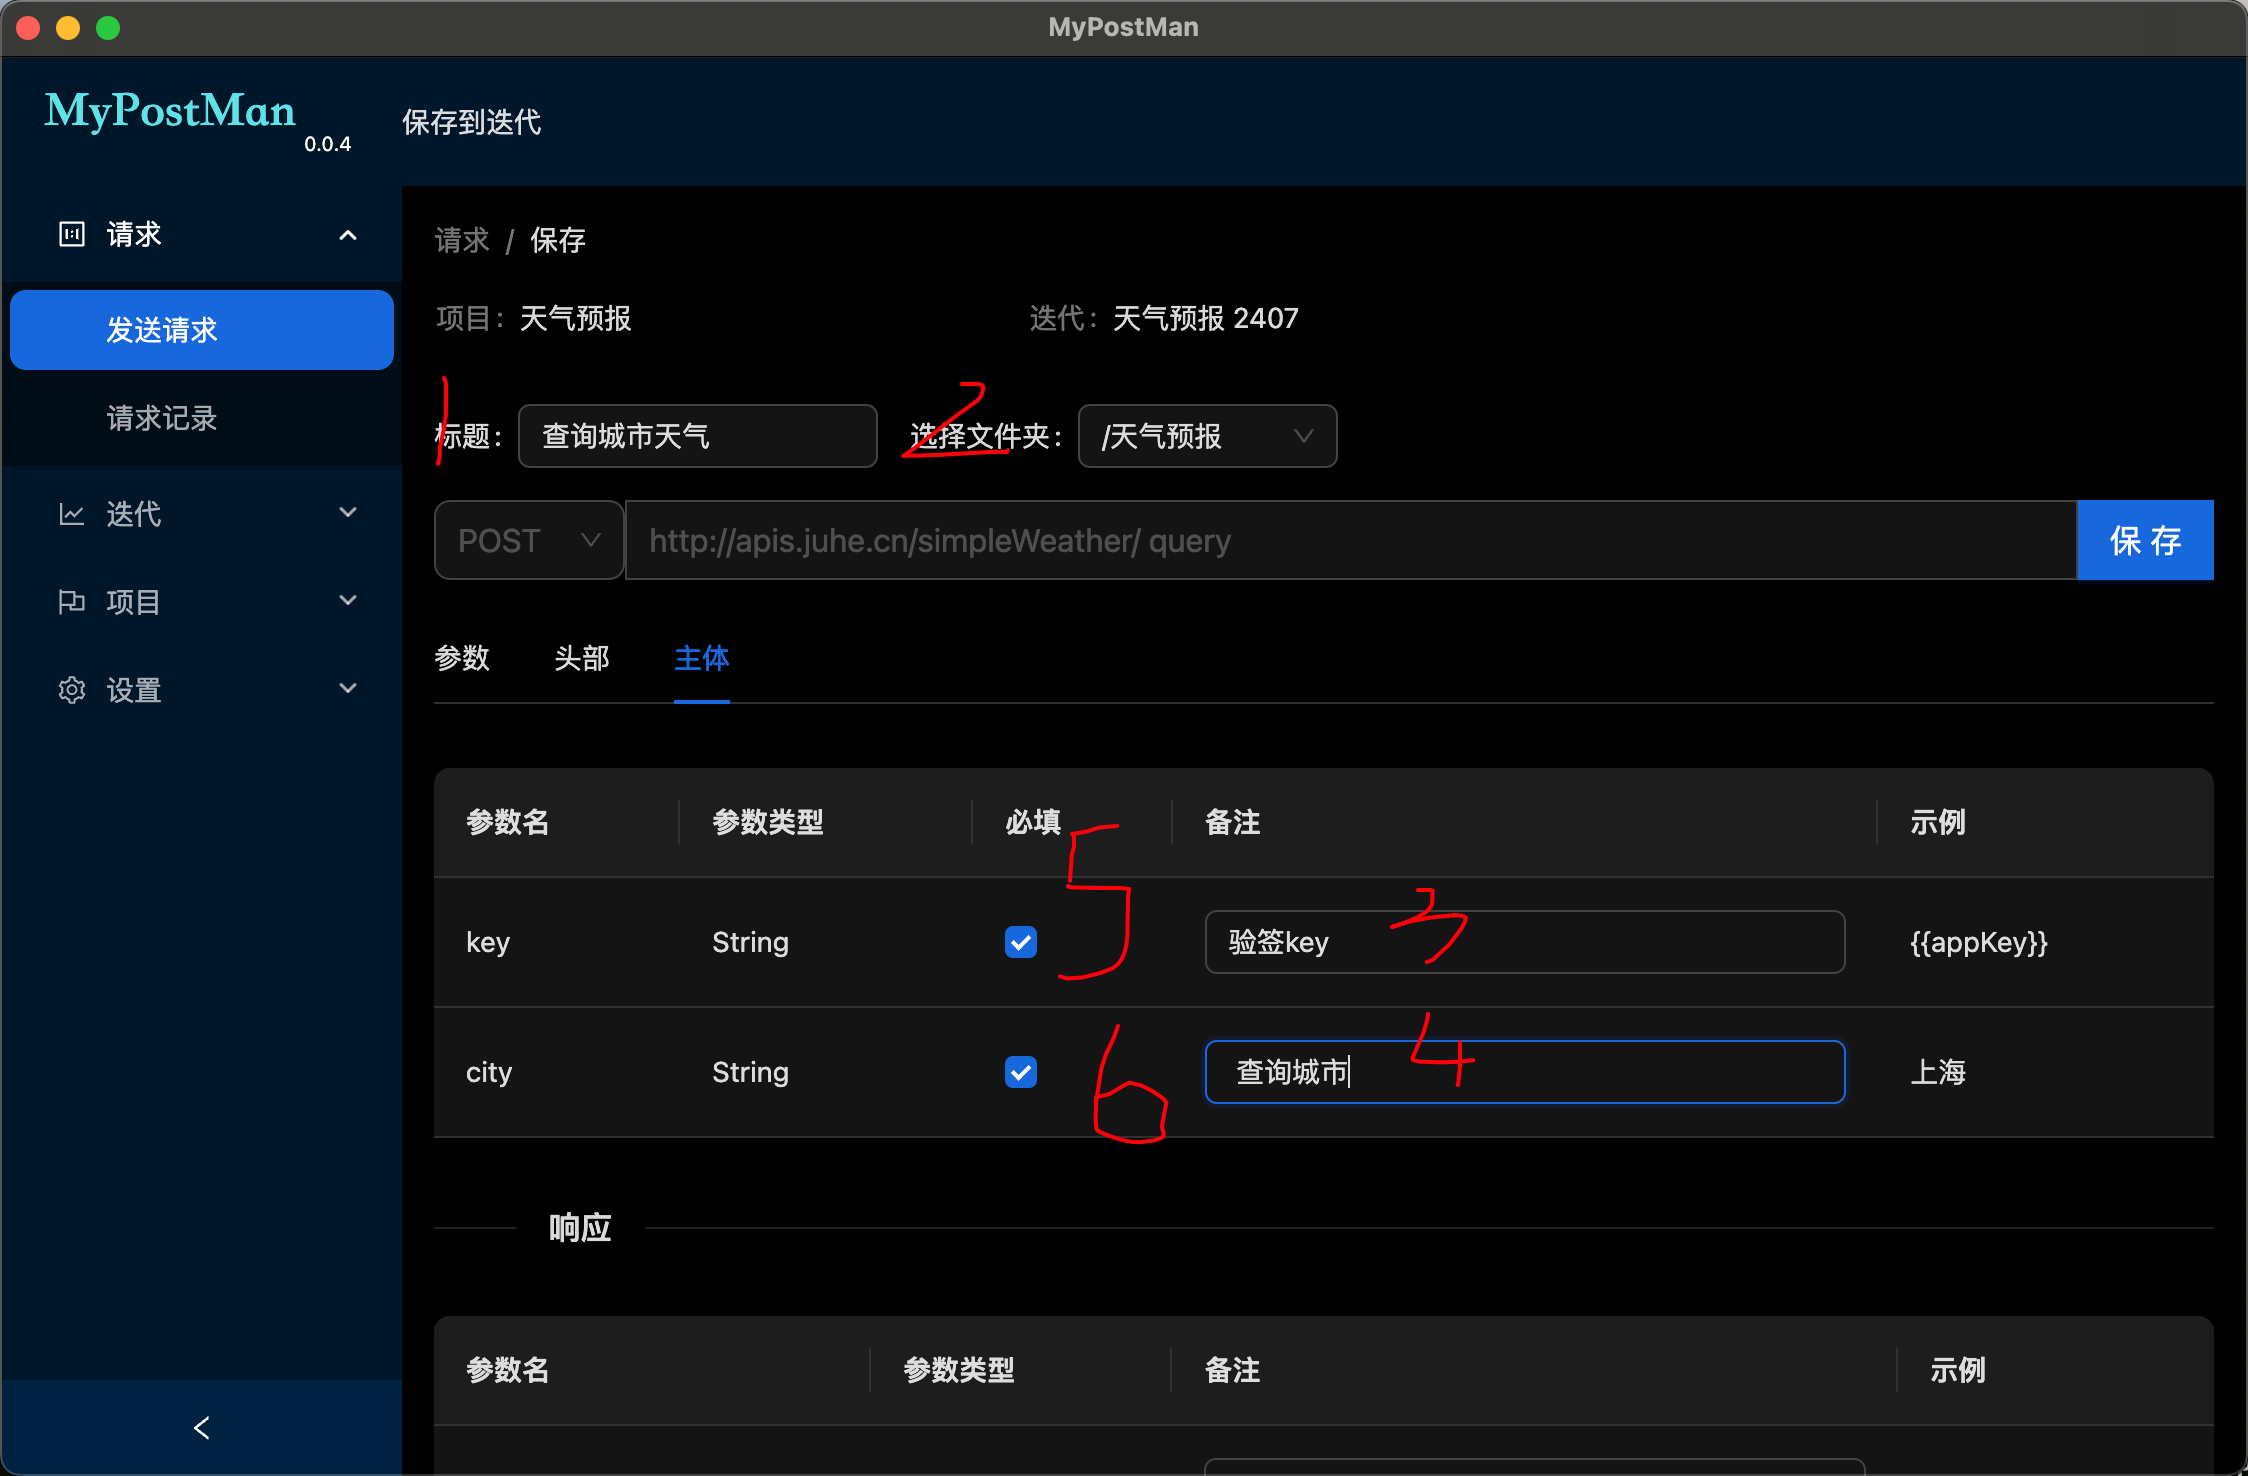 MyPostMan
MyPostMan 0.0.4
保存到迭代
请求
发送请求
请求记录
迭代
项目
设置
请求 / 保存
项目: 天气预报 迭代: 天气预报 2407
1 2
标题: 查询城市天气 选择文件夹: /天气预报
POST http://apis.juhe.cn/simpleWeather/ query 保 存
参数 头部 主体
参数名 参数类型 必填 备注 示例
key String 5 验签key 3 {{appKey}}
city String 6 查询城市 4 上海
响应
参数名 参数类型 备注 示例